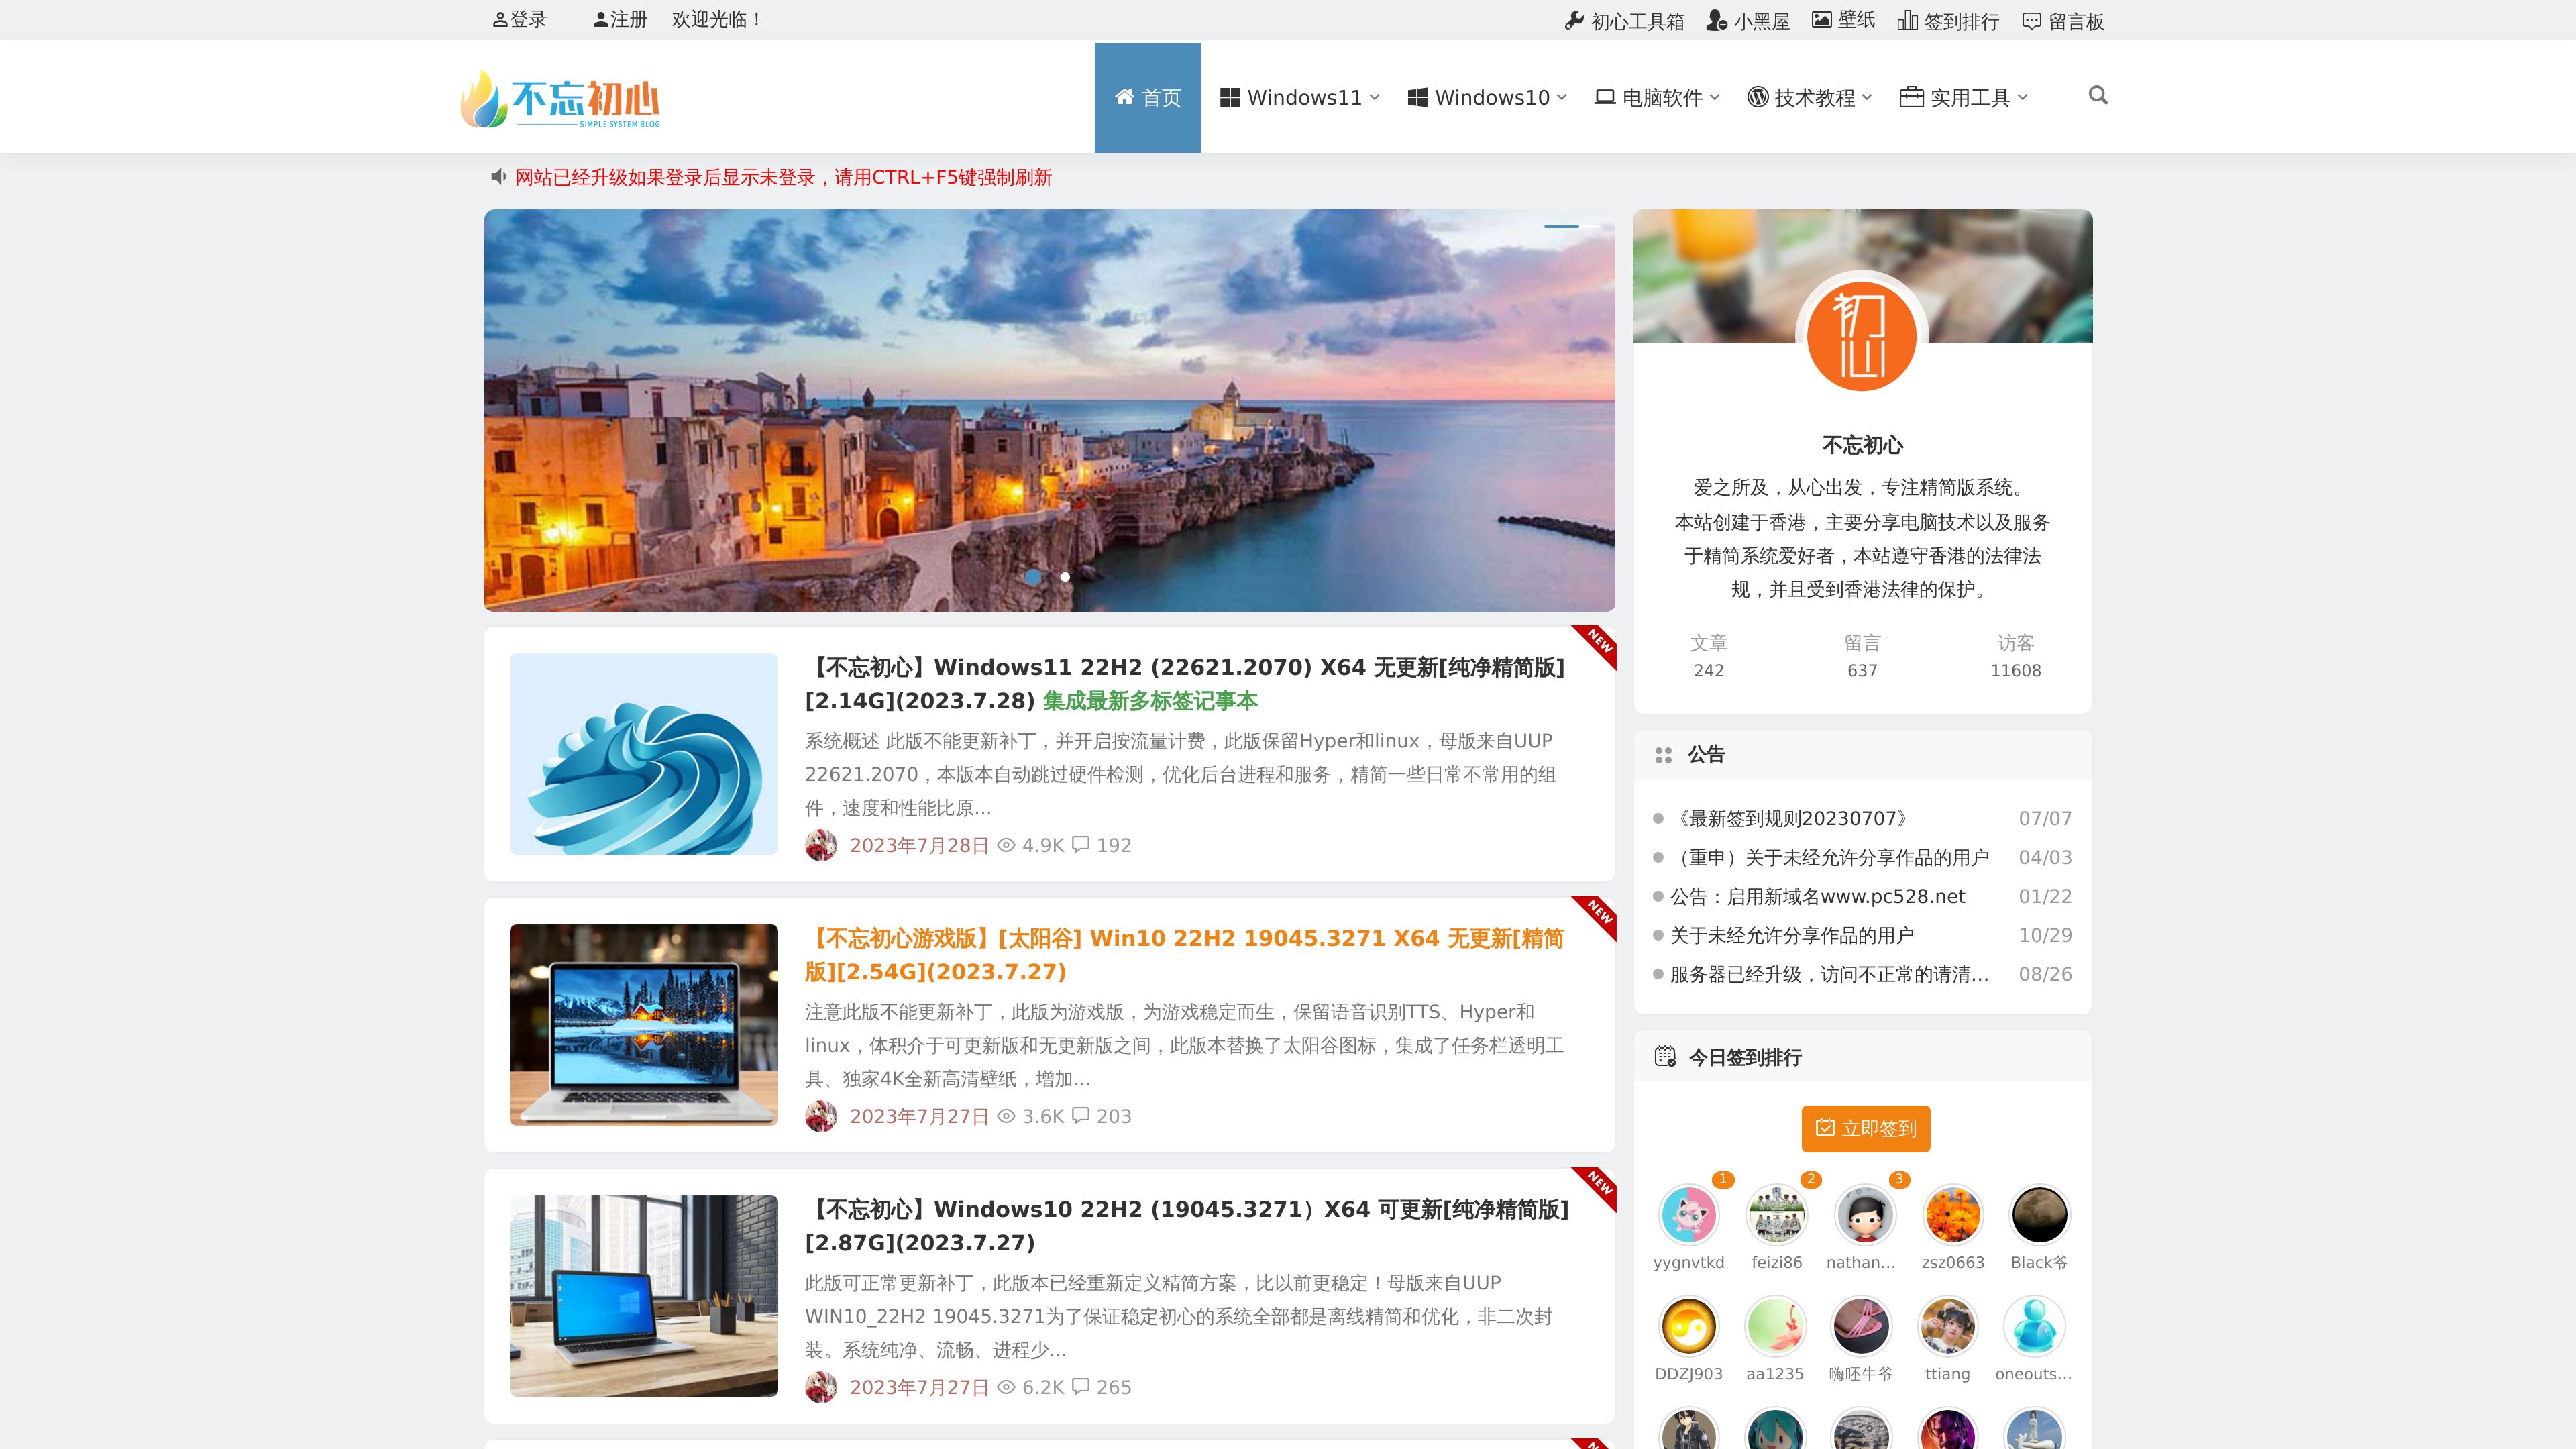 登录
注册
欢迎光临！
初心工具箱
小黑屋
壁纸
签到排行
留言板
不忘初心
SIMPLE SYSTEM BLOG
首页
Windows11
Windows10
电脑软件
技术教程
实用工具
网站已经升级如果登录后显示未登录，请用CTRL+F5键强制刷新
初心
不忘初心
爱之所及，从心出发，专注精简版系统。
本站创建于香港，主要分享电脑技术以及服务
于精简系统爱好者，本站遵守香港的法律法
规，并且受到香港法律的保护。
文章 留言 访客
242 637 11608
NEW
【不忘初心】Windows11 22H2 (22621.2070) X64 无更新[纯净精简版]
[2.14G](2023.7.28) 集成最新多标签记事本
系统概述 此版不能更新补丁，并开启按流量计费，此版保留Hyper和linux，母版来自UUP
22621.2070，本版本自动跳过硬件检测，优化后台进程和服务，精简一些日常不常用的组
件，速度和性能比原...
2023年7月28日 4.9K 192
NEW
【不忘初心游戏版】[太阳谷] Win10 22H2 19045.3271 X64 无更新[精简
版][2.54G](2023.7.27)
注意此版不能更新补丁，此版为游戏版，为游戏稳定而生，保留语音识别TTS、Hyper和
linux，体积介于可更新版和无更新版之间，此版本替换了太阳谷图标，集成了任务栏透明工
具、独家4K全新高清壁纸，增加...
2023年7月27日 3.6K 203
NEW
【不忘初心】Windows10 22H2 (19045.3271）X64 可更新[纯净精简版]
[2.87G](2023.7.27)
此版可正常更新补丁，此版本已经重新定义精简方案，比以前更稳定！母版来自UUP
WIN10_22H2 19045.3271为了保证稳定初心的系统全部都是离线精简和优化，非二次封
装。系统纯净、流畅、进程少...
2023年7月27日 6.2K 265
公告
《最新签到规则20230707》 07/07
（重申）关于未经允许分享作品的用户 04/03
公告：启用新域名www.pc528.net 01/22
关于未经允许分享作品的用户 10/29
服务器已经升级，访问不正常的请清... 08/26
今日签到排行
立即签到
1 2 3
yygnvtkd feizi86 nathan... zsz0663 Black爷
DDZJ903 aa1235 嗨呸牛爷 ttiang oneouts...